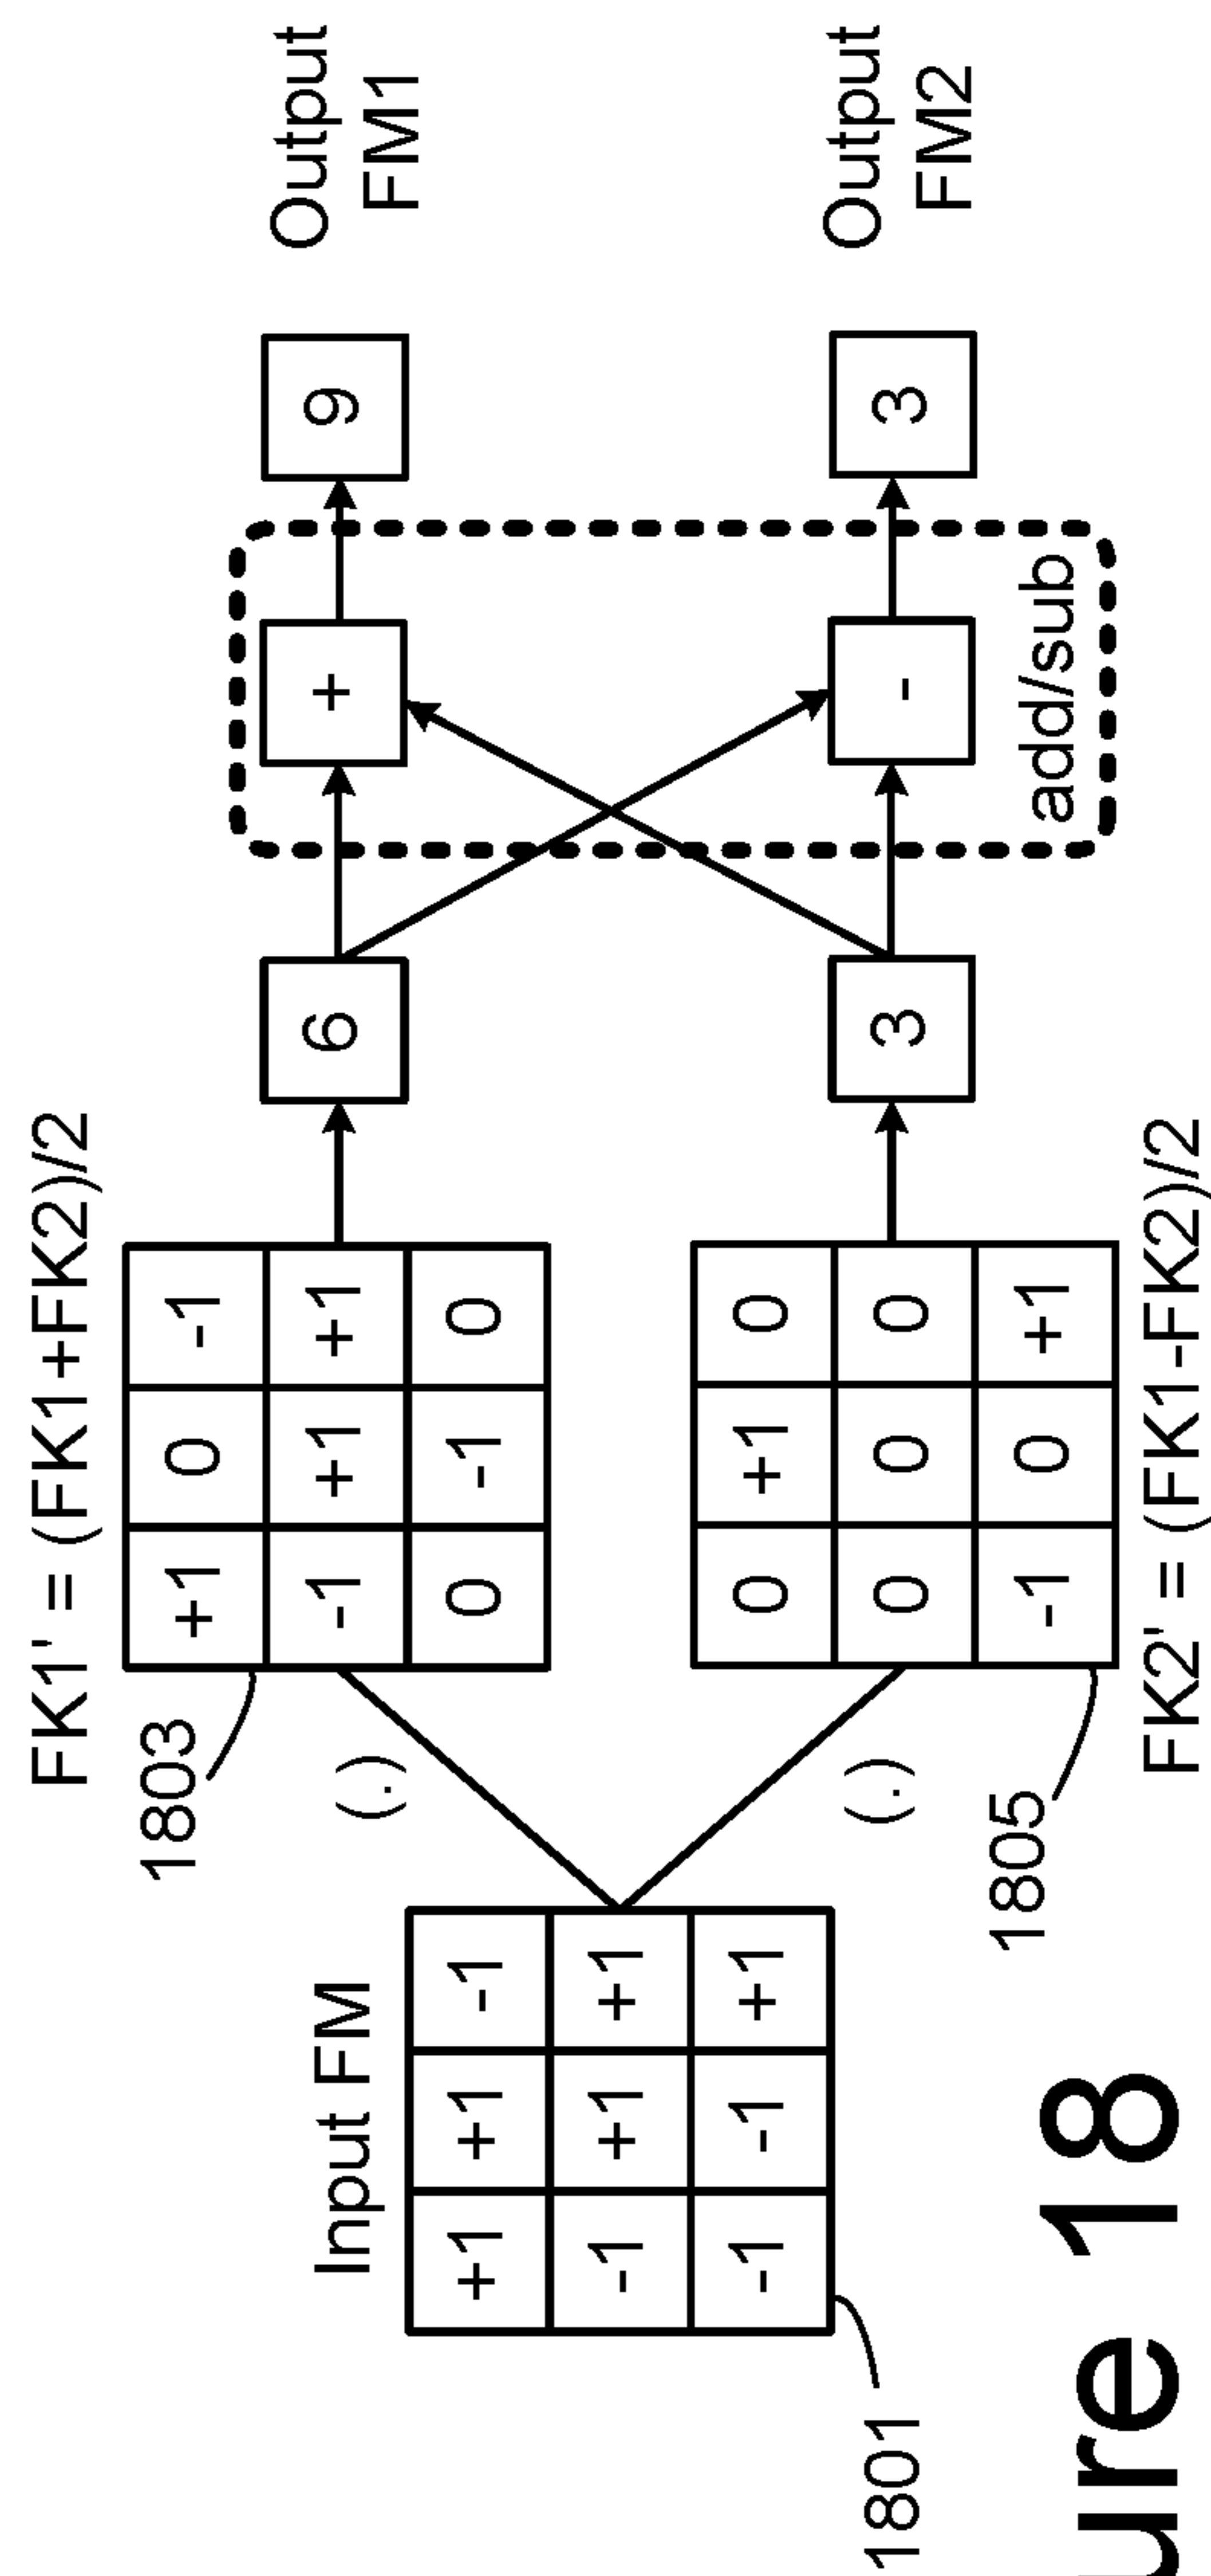 FK1' = (FK1+FK2)/2
1803
+1 0 -1
-1 +1 +1
0 -1 0
Input FM
+1 +1 -1
-1 +1 +1
-1 -1 +1
1801
(.)
(.)
6
+
9
Output
FM1
0 +1 0
0 0 0
-1 0 +1
1805
FK2' = (FK1-FK2)/2
3
-
3
Output
FM2
add/sub
ure 18